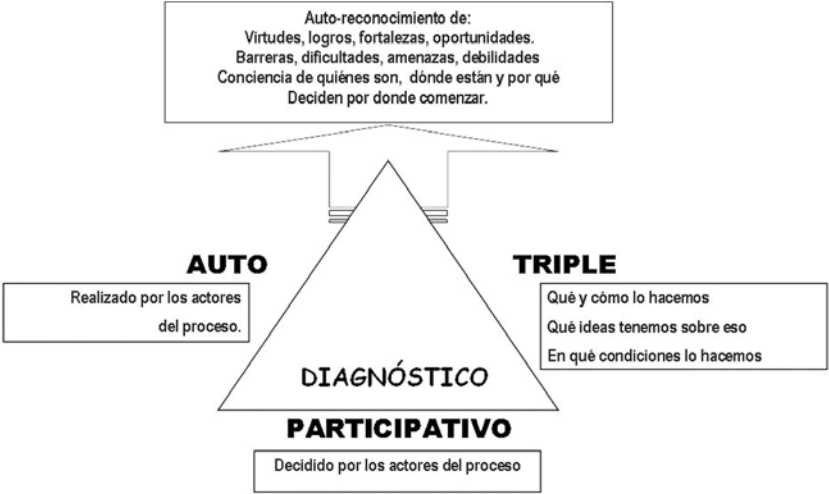 Auto-reconocimiento de:
Virtudes, logros, fortalezas, oportunidades.
Barreras, dificultades, amenazas, debilidades
Conciencia de quiénes son, dónde están y por qué
Deciden por donde comenzar.
AUTO
Realizado por los actores
del proceso.
TRIPLE
Qué y cómo lo hacemos
Qué ideas tenemos sobre eso
En qué condiciones lo hacemos
DIAGNÓSTICO
PARTICIPATIVO
Decidido por los actores del proceso